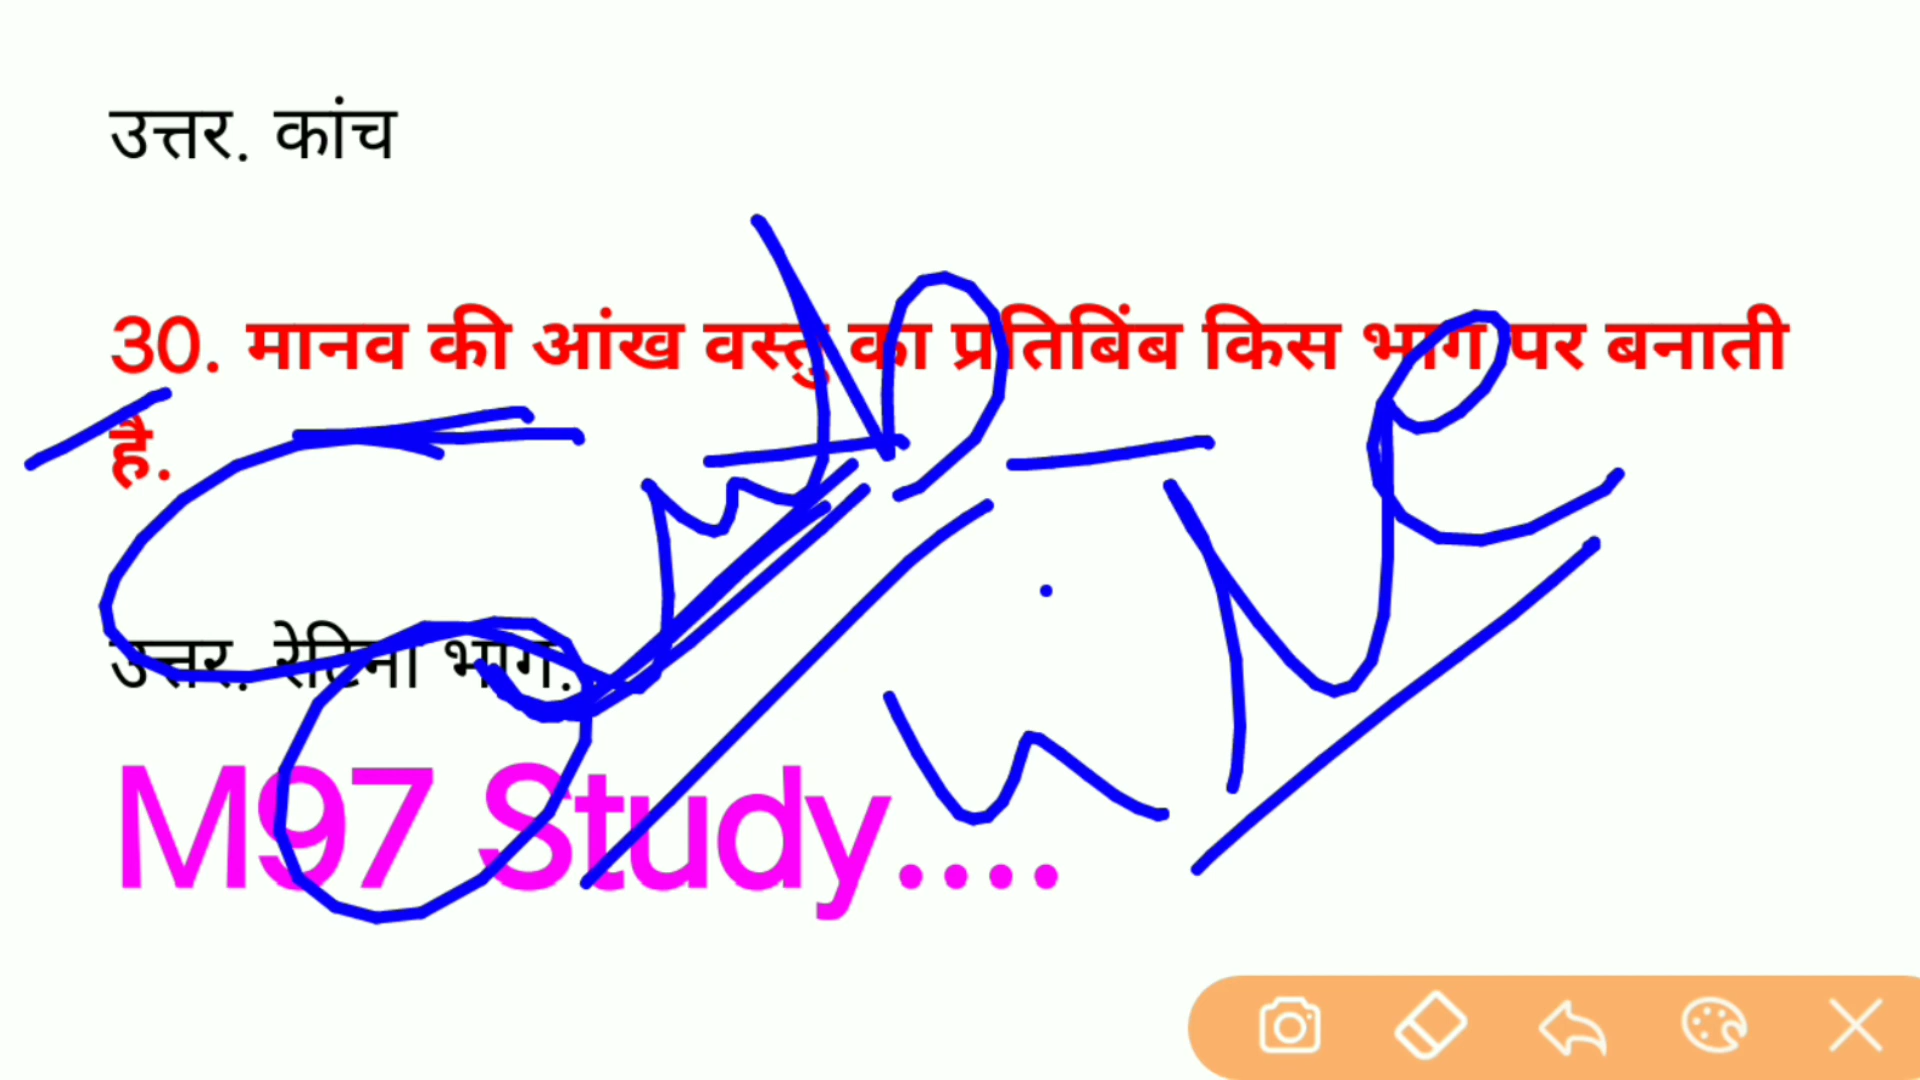 उत्तर. कांच
30. मानव की आंख वस्तु का प्रतिबिंब किस भाग पर बनाती
है.
उत्तर. रेटिना भाग.
M97 Study....